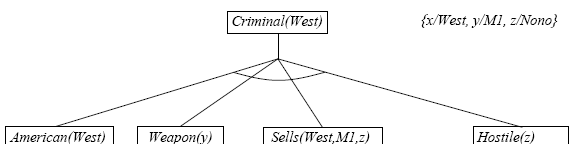 Criminal(West) {x/West, y/M1, z/Nono}
American(West) Weapon(y) Sells(West,M1,z) Hostile(z)